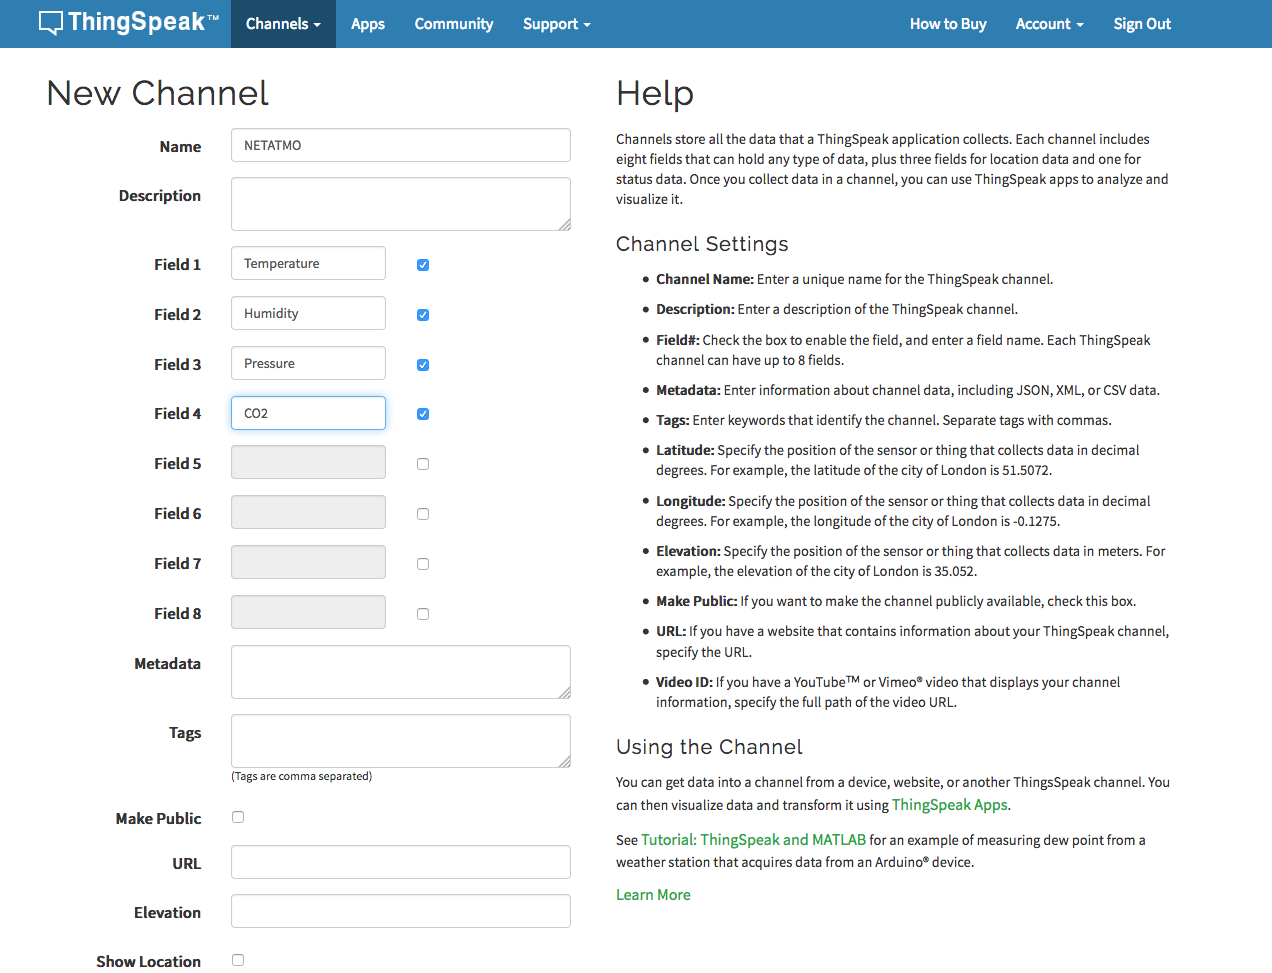 ThingSpeak™ Channels Apps Community Support How to Buy Account Sign Out
New Channel
Name NETATMO
Description
Field 1 Temperature
Field 2 Humidity
Field 3 Pressure
Field 4 CO2
Field 5
Field 6
Field 7
Field 8
Metadata
Tags
(Tags are comma separated)
Make Public
URL
Elevation
Show Location
Help
Channels store all the data that a ThingSpeak application collects. Each channel includes
eight fields that can hold any type of data, plus three fields for location data and one for
status data. Once you collect data in a channel, you can use ThingSpeak apps to analyze and
visualize it.
Channel Settings
• Channel Name: Enter a unique name for the ThingSpeak channel.
• Description: Enter a description of the ThingSpeak channel.
• Field#: Check the box to enable the field, and enter a field name. Each ThingSpeak
channel can have up to 8 fields.
• Metadata: Enter information about channel data, including JSON, XML, or CSV data.
• Tags: Enter keywords that identify the channel. Separate tags with commas.
• Latitude: Specify the position of the sensor or thing that collects data in decimal
degrees. For example, the latitude of the city of London is 51.5072.
• Longitude: Specify the position of the sensor or thing that collects data in decimal
degrees. For example, the longitude of the city of London is -0.1275.
• Elevation: Specify the position of the sensor or thing that collects data in meters. For
example, the elevation of the city of London is 35.052.
• Make Public: If you want to make the channel publicly available, check this box.
• URL: If you have a website that contains information about your ThingSpeak channel,
specify the URL.
• Video ID: If you have a YouTube™ or Vimeo® video that displays your channel
information, specify the full path of the video URL.
Using the Channel
You can get data into a channel from a device, website, or another ThingsSpeak channel. You
can then visualize data and transform it using ThingSpeak Apps.
See Tutorial: ThingSpeak and MATLAB for an example of measuring dew point from a
weather station that acquires data from an Arduino® device.
Learn More